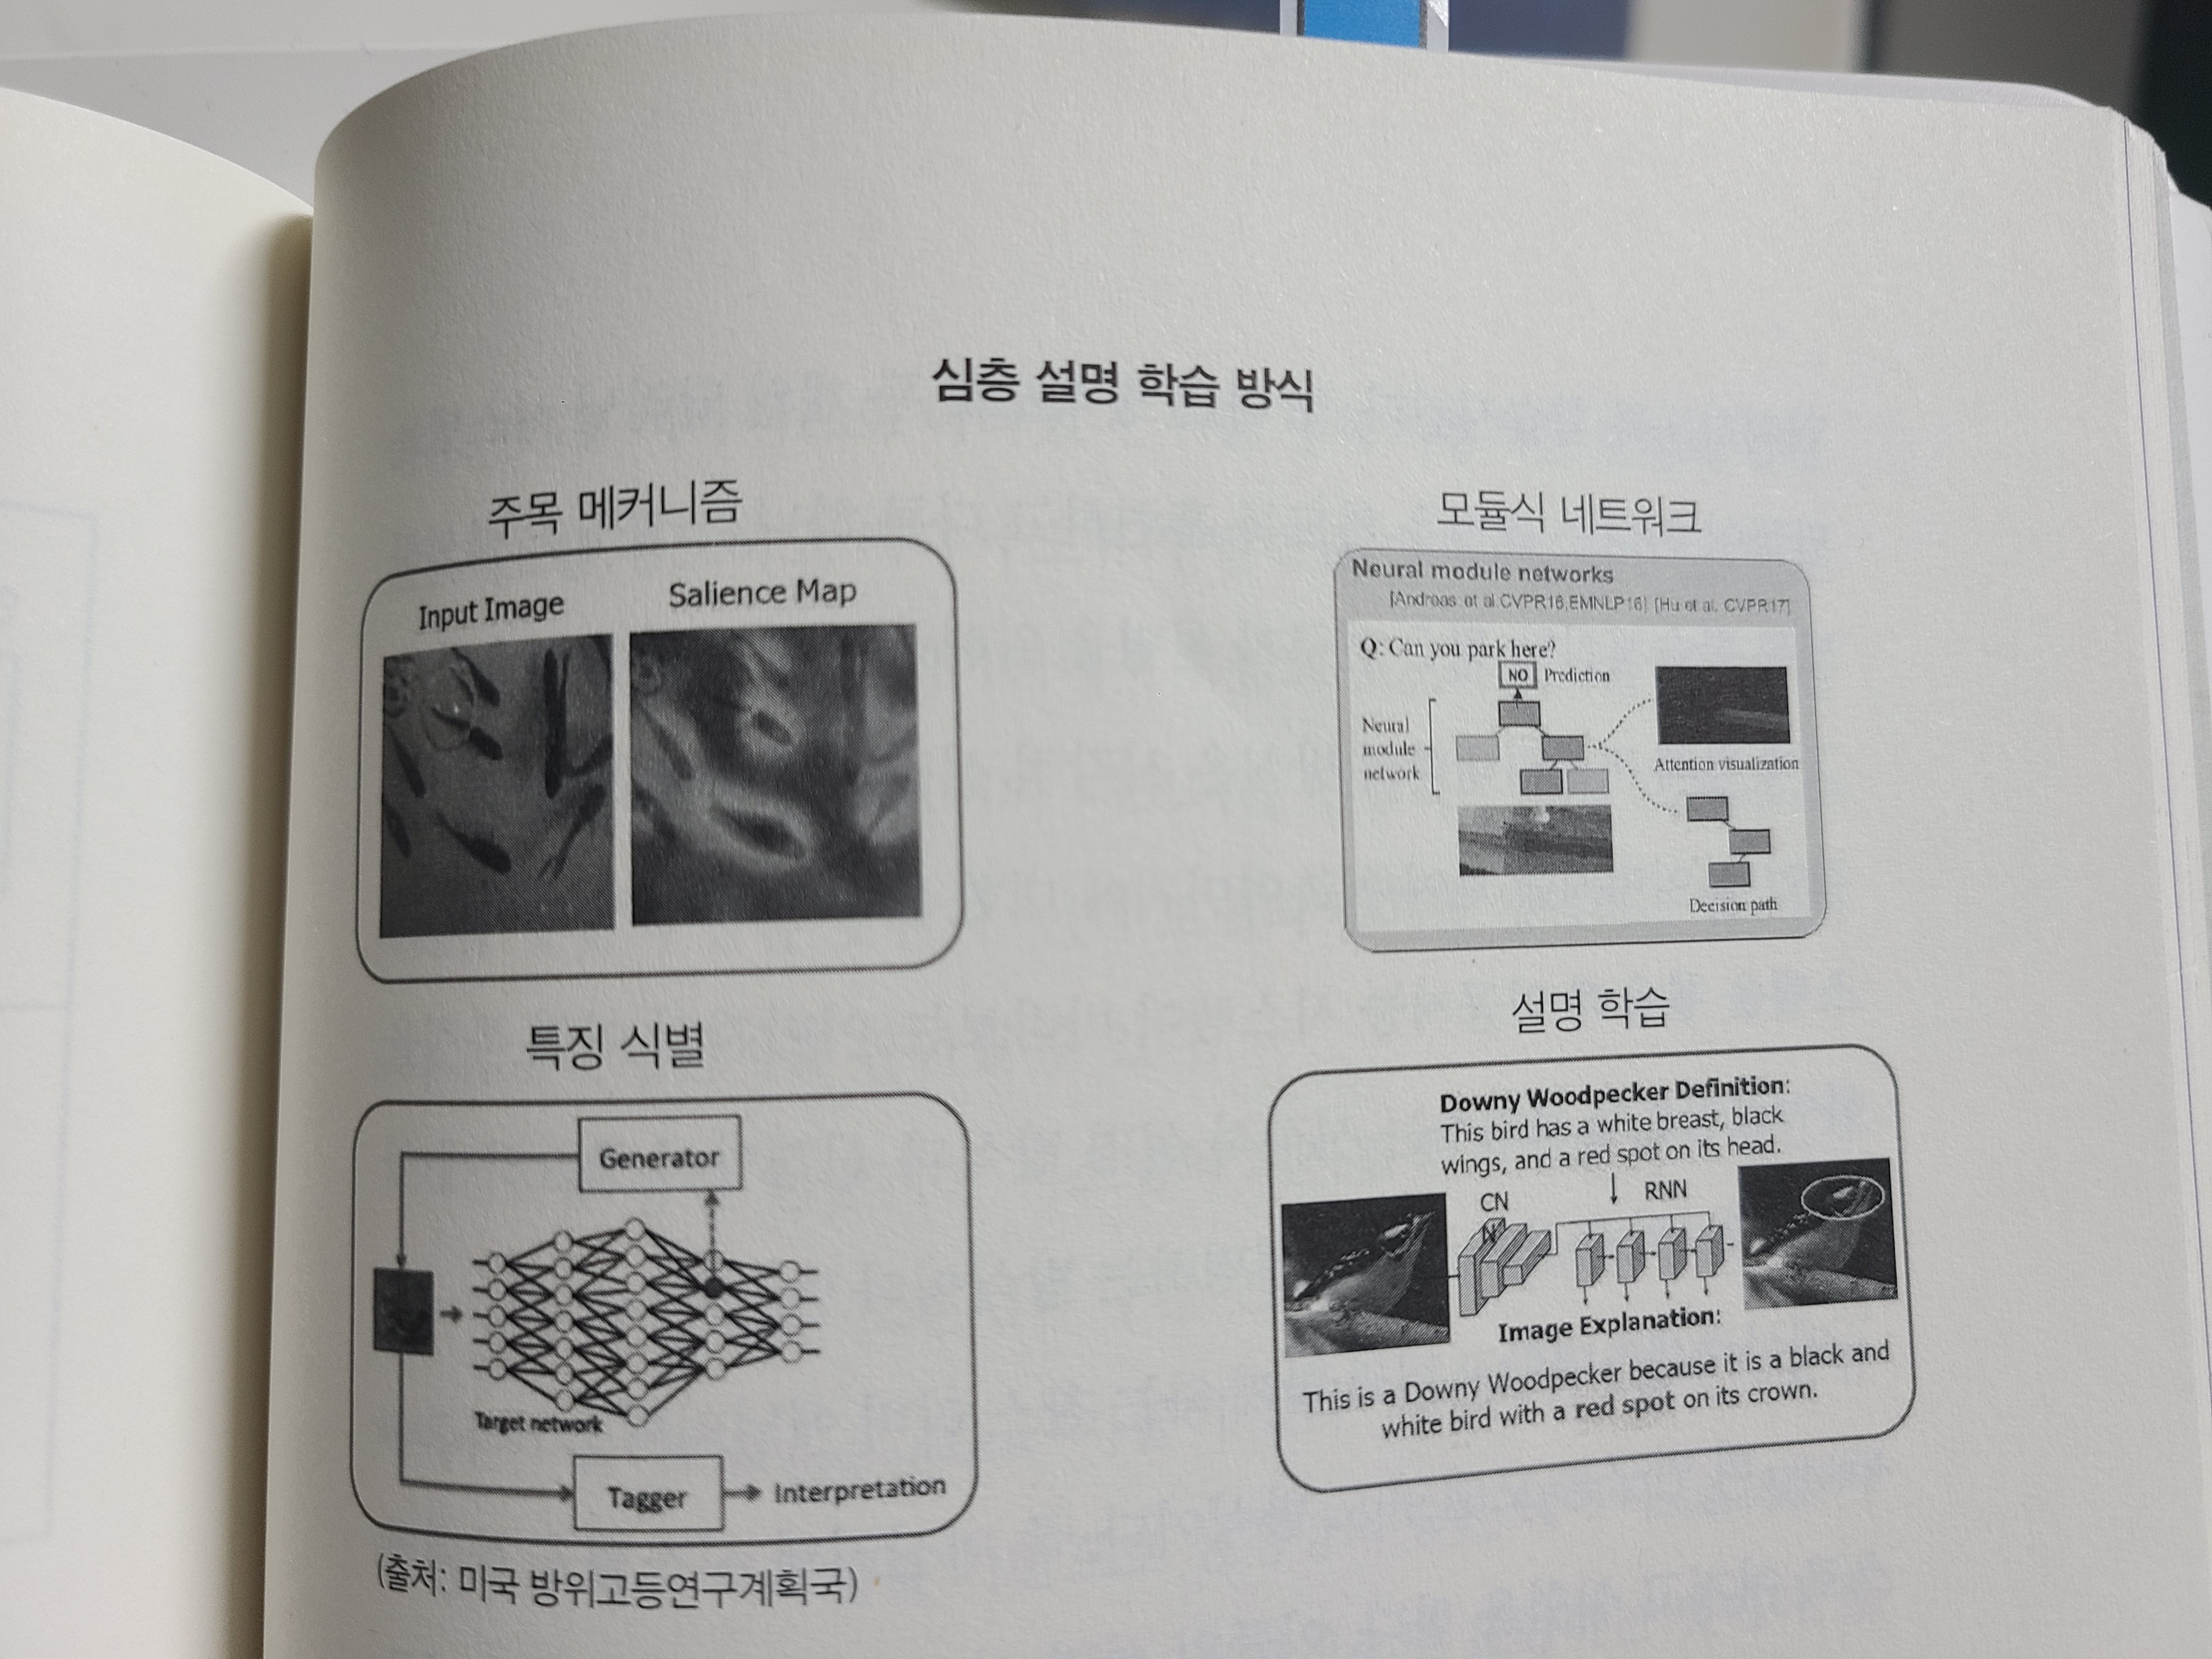 심층 설명 학습 방식
주목 메커니즘
Input Image
Salience Map
모듈식 네트워크
Neural module networks
[Andreas et al.CVPR16,EMNLP16] [Hu et al. CVPR17]
Q: Can you park here?
NO Prediction
Neural
module
network
Attention visualization
Decision path
특징 식별
Generator
Target network
Tagger
Interpretation
설명 학습
Downy Woodpecker Definition:
This bird has a white breast, black
wings, and a red spot on its head.
CN
N
RNN
Image Explanation:
This is a Downy Woodpecker because it is a black and
white bird with a red spot on its crown.
(출처: 미국 방위고등연구계획국)